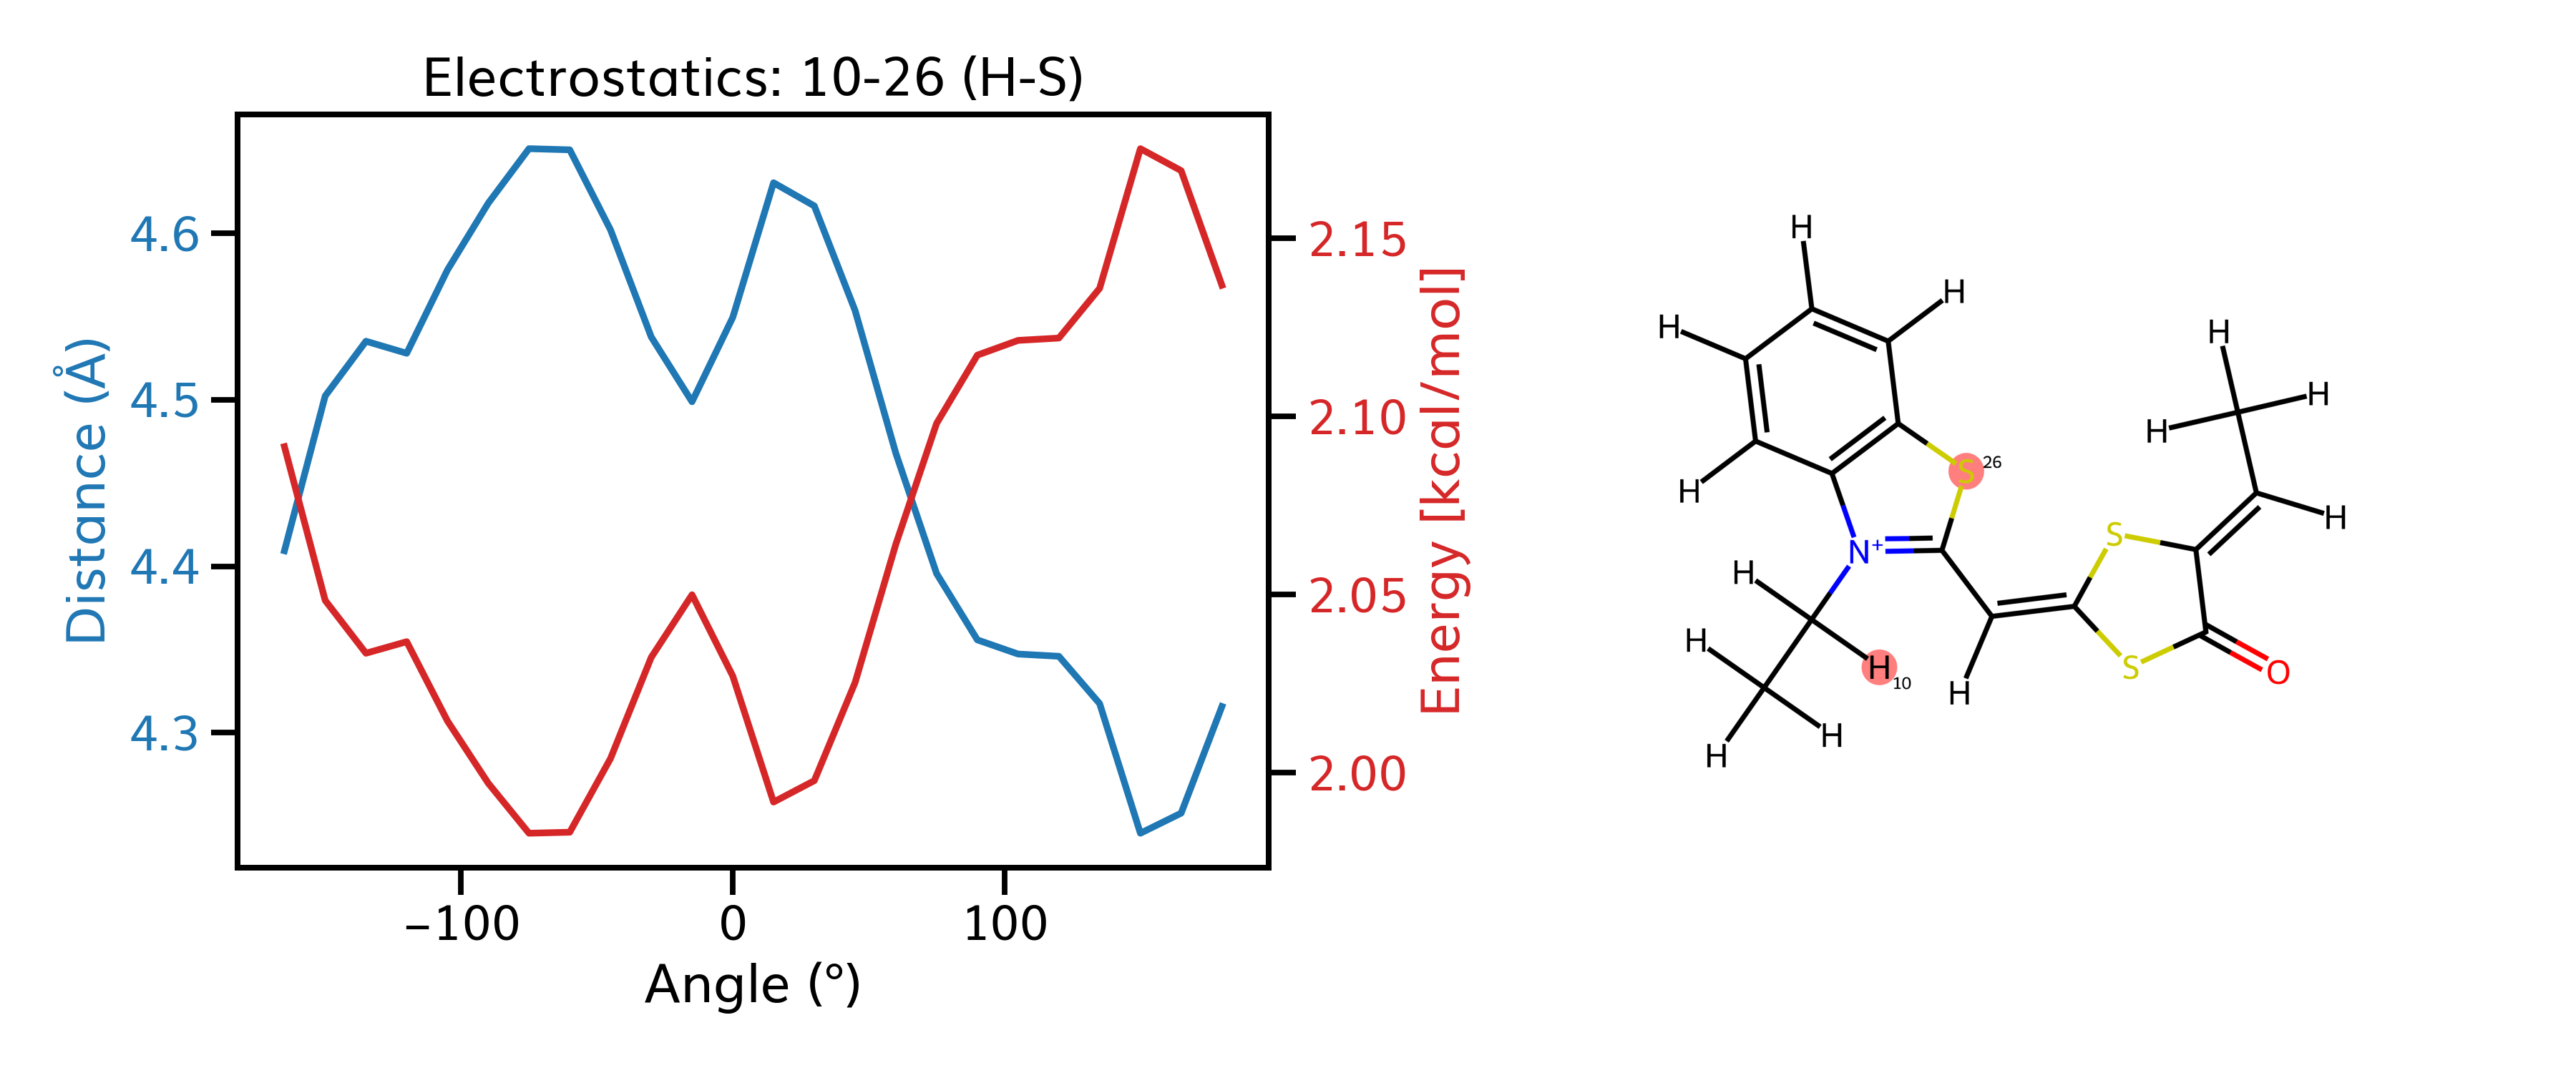 Electrostatics: 10-26 (H-S)
Distance (Å)
4.6
4.5
4.4
4.3
−100
0
100
Angle (°)
2.15
2.10
2.05
2.00
Energy [kcal/mol]
H
H
H
H
H
H
H
S 26
S
H
H
N+
H
S
O
H
H 10
H
H
H